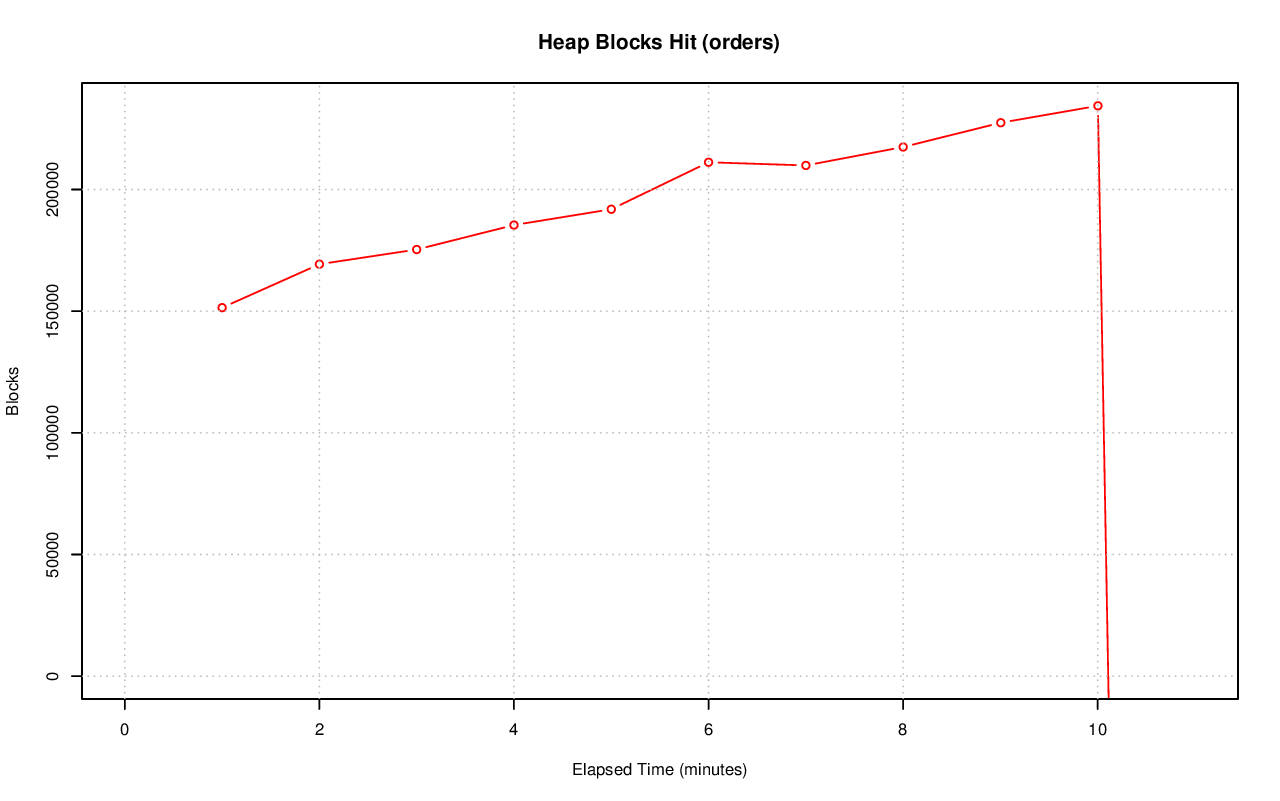 Heap Blocks Hit (orders)
Blocks
200000
150000
100000
50000
0
0 2 4 6 8 10
Elapsed Time (minutes)